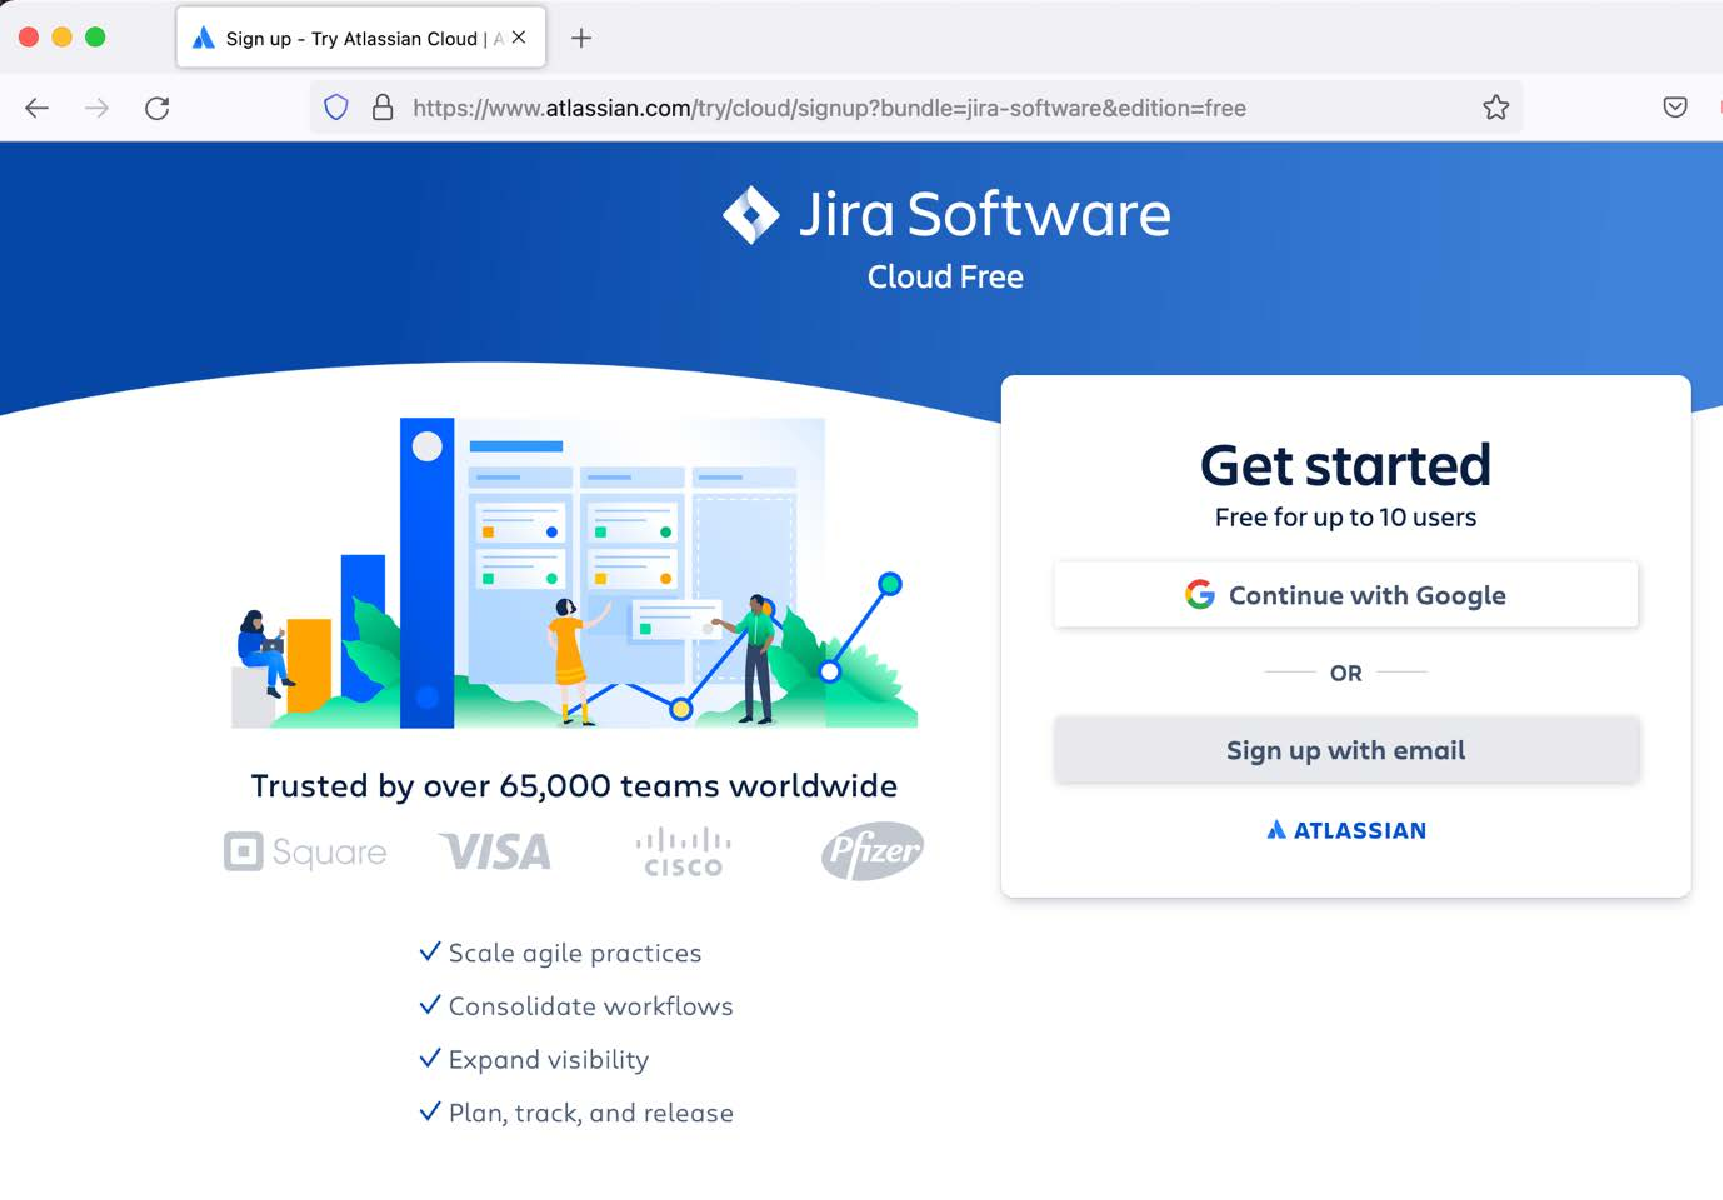 Sign up - Try Atlassian Cloud | A
https://www.atlassian.com/try/cloud/signup?bundle=jira-software&edition=free
Jira Software
Cloud Free
Get started
Free for up to 10 users
Continue with Google
OR
Sign up with email
ATLASSIAN
Trusted by over 65,000 teams worldwide
Square VISA CISCO Pfizer
Scale agile practices
Consolidate workflows
Expand visibility
Plan, track, and release